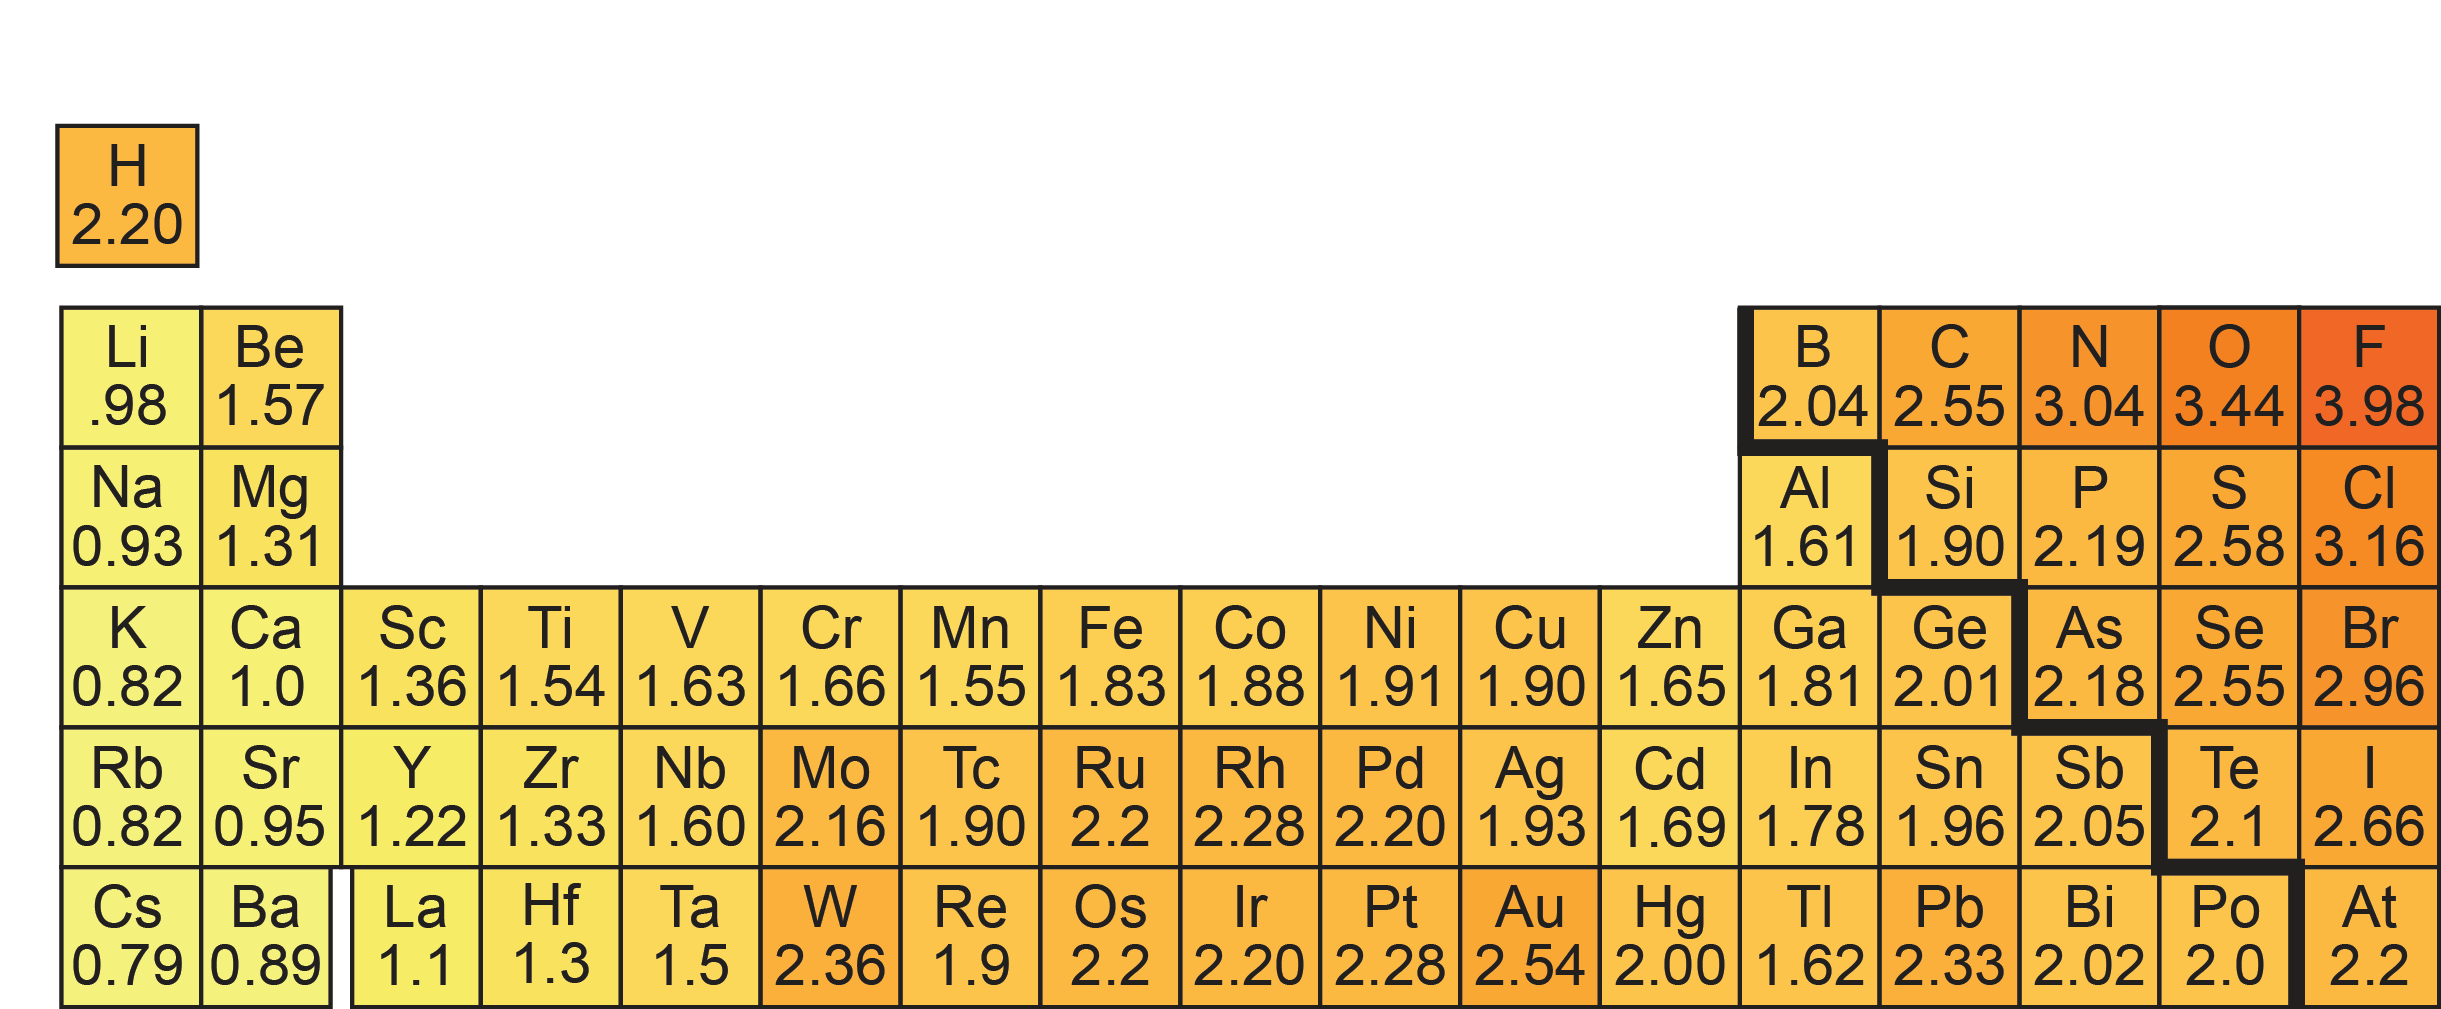 H
2.20
Li Be B C N O F
.98 1.57 2.04 2.55 3.04 3.44 3.98
Na Mg Al Si P S Cl
0.93 1.31 1.61 1.90 2.19 2.58 3.16
K Ca Sc Ti V Cr Mn Fe Co Ni Cu Zn Ga Ge As Se Br
0.82 1.0 1.36 1.54 1.63 1.66 1.55 1.83 1.88 1.91 1.90 1.65 1.81 2.01 2.18 2.55 2.96
Rb Sr Y Zr Nb Mo Tc Ru Rh Pd Ag Cd In Sn Sb Te I
0.82 0.95 1.22 1.33 1.60 2.16 1.90 2.2 2.28 2.20 1.93 1.69 1.78 1.96 2.05 2.1 2.66
Cs Ba La Hf Ta W Re Os Ir Pt Au Hg Tl Pb Bi Po At
0.79 0.89 1.1 1.3 1.5 2.36 1.9 2.2 2.20 2.28 2.54 2.00 1.62 2.33 2.02 2.0 2.2